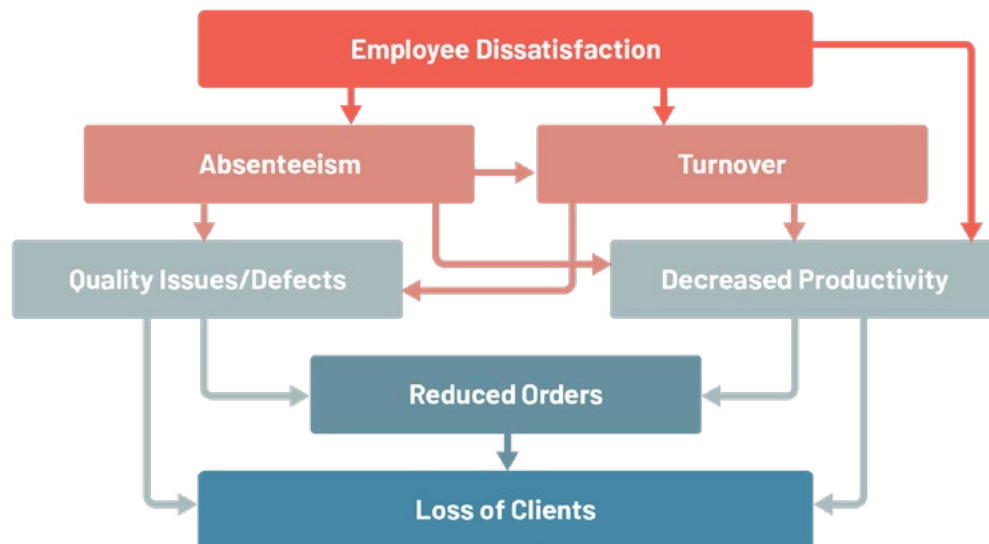 Employee Dissatisfaction
Absenteeism
Turnover
Quality Issues/Defects
Decreased Productivity
Reduced Orders
Loss of Clients